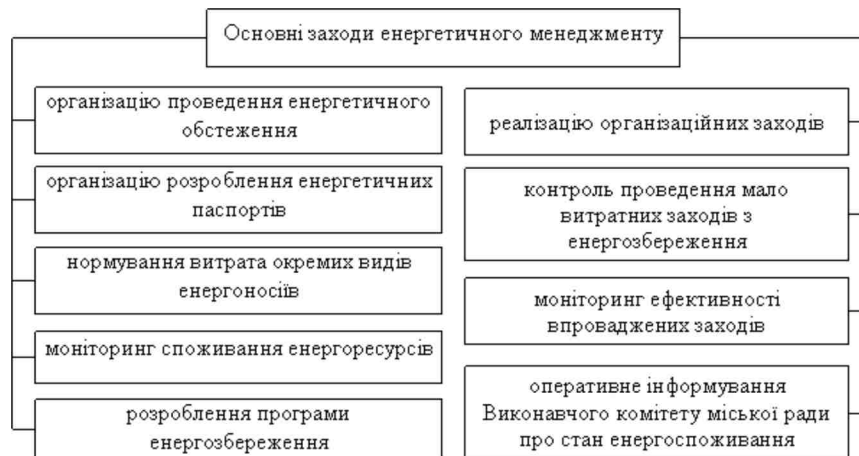 Основні заходи енергетичного менеджменту
організацію проведення енергетичного
обстеження
організацію розроблення енергетичних
паспортів
нормування витрата окремих видів
енергоносіїв
моніторинг споживання енергоресурсів
розроблення програми
енергозбереження
реалізацію організаційних заходів
контроль проведення мало
витратних заходів з
енергозбереження
моніторинг ефективності
впроваджених заходів
оперативне інформування
Виконавчого комітету міської ради
про стан енергоспоживання